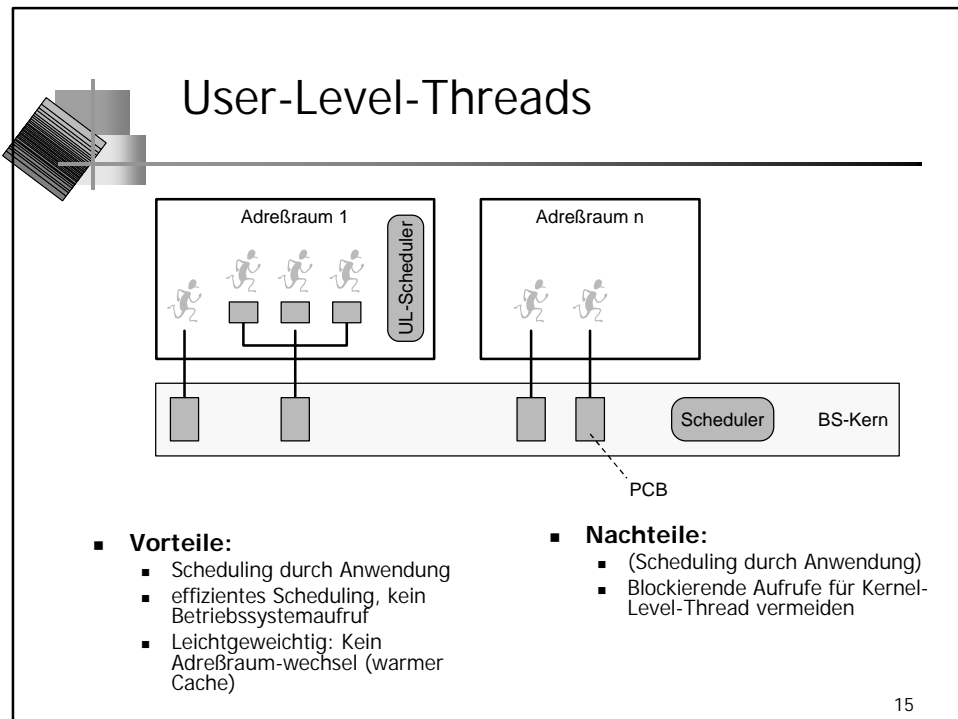 User-Level-Threads
Adreßraum 1
UL-Scheduler
Adreßraum n
Scheduler
BS-Kern
PCB
Vorteile:
Scheduling durch Anwendung
effizientes Scheduling, kein
Betriebssystemaufruf
Leichtgeweichtig: Kein
Adreßraum-wechsel (warmer
Cache)
Nachteile:
(Scheduling durch Anwendung)
Blockierende Aufrufe für Kernel-
Level-Thread vermeiden
15